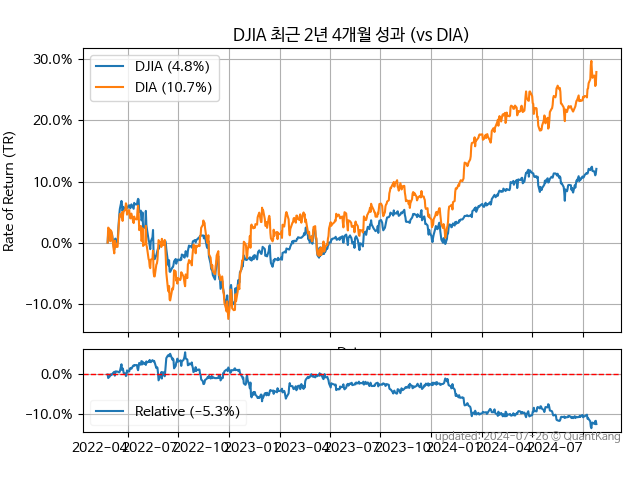 DJIA 최근 2년 4개월 성과 (vs DIA)
Rate of Return (TR)
30.0%
20.0%
10.0%
0.0%
−10.0%
DJIA (4.8%)
DIA (10.7%)
0.0%
−10.0%
Relative (−5.3%)
2022−04
2022−07
2022−10
2023−01
2023−04
2023−07
2023−10
2024−01
2024−04
2024−07
updated: 2024−07−26 © QuantKang